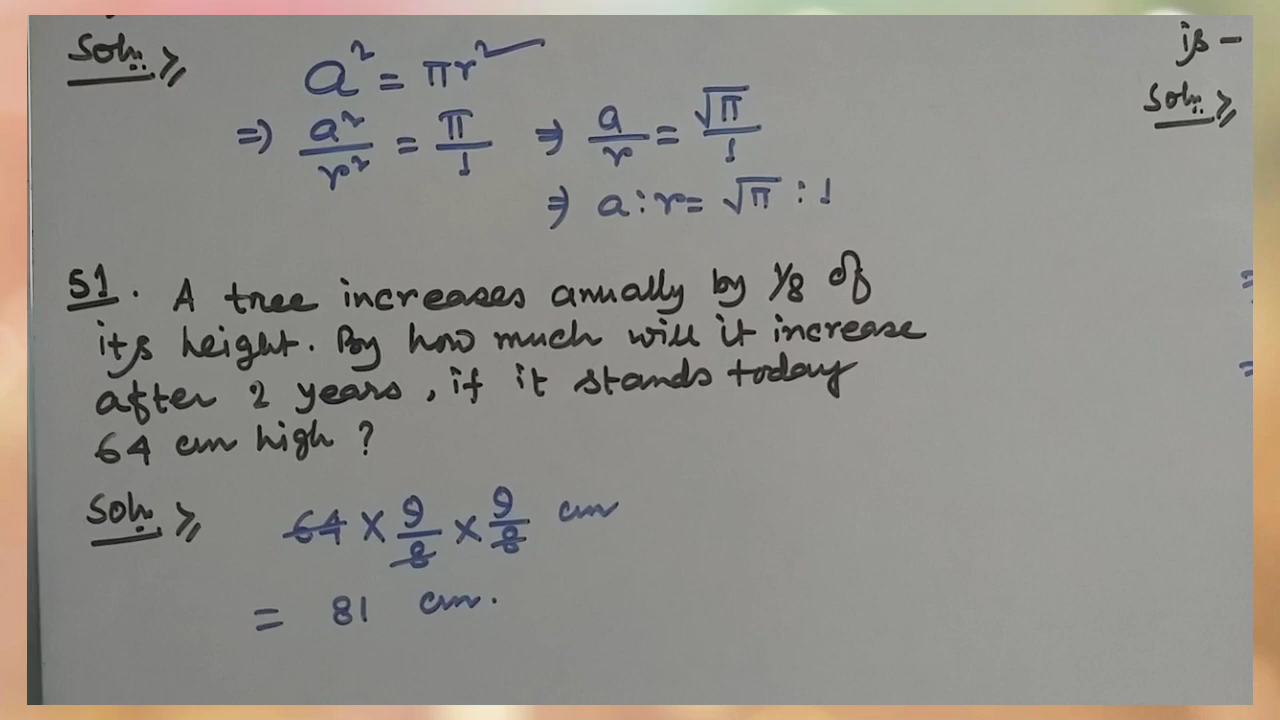 Soln. ⇒
a² = πr²
⇒ a²/r² = π/1 ⇒ a/r = √π/1
⇒ a : r = √π : 1
51. A tree increases anually by 1/8 of
its height. By how much will it increase
after 2 years, if it stands today
64 cm high ?
Soln. ⇒
64 × 9/8 × 9/8 cm
= 81 cm.
is -
Soln. ⇒